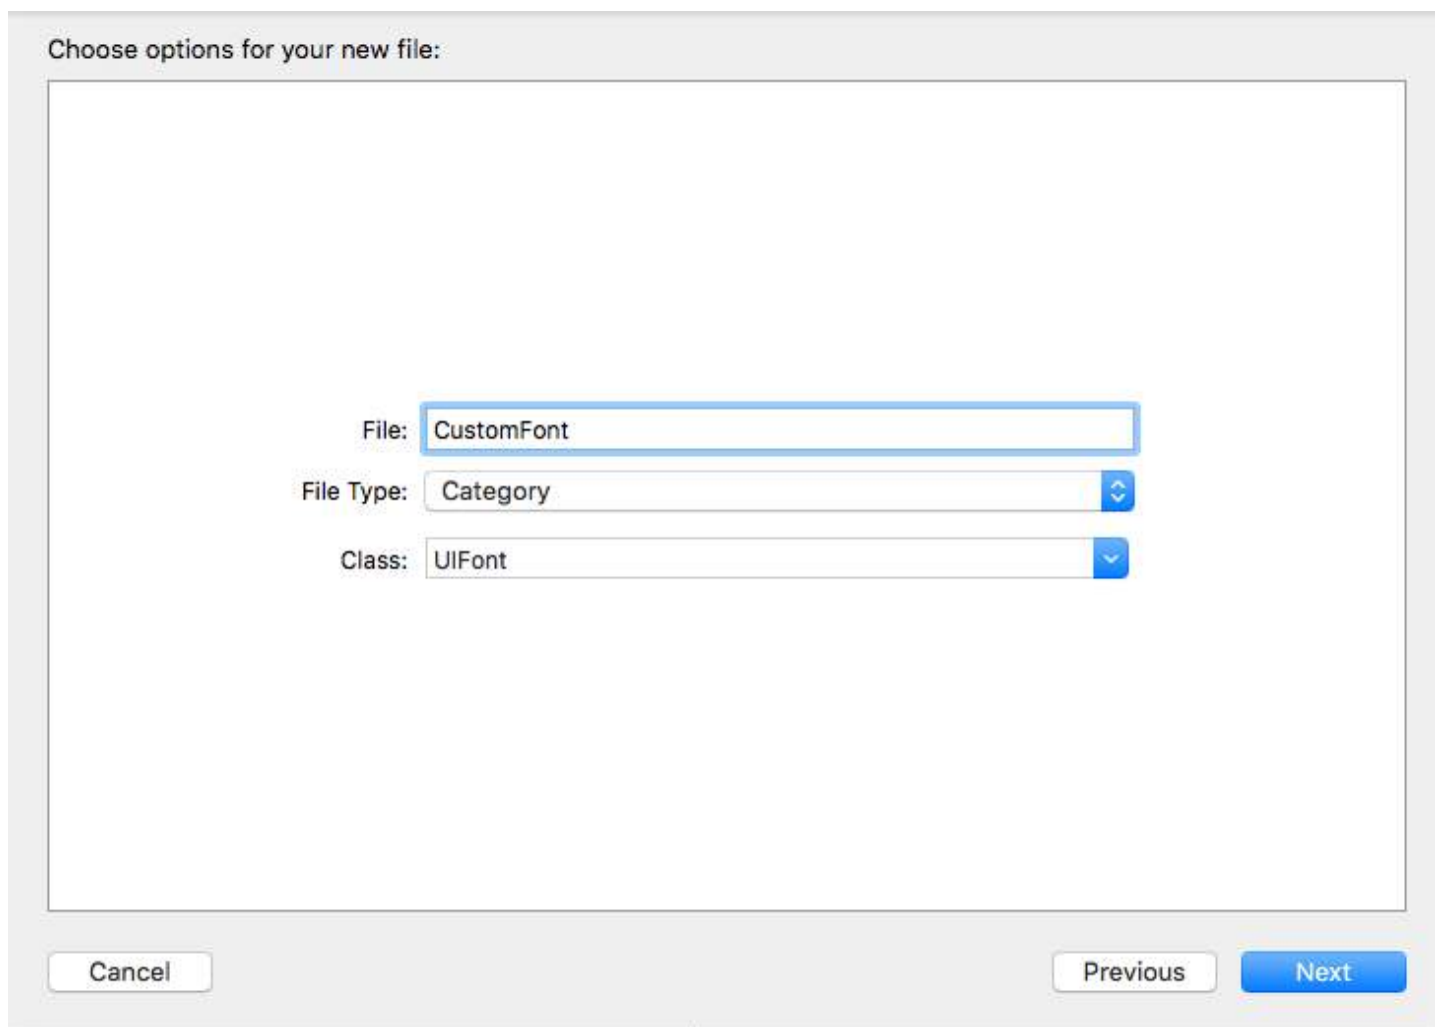 Choose options for your new file:
File: CustomFont
File Type: Category
Class: UIFont
Cancel Previous Next